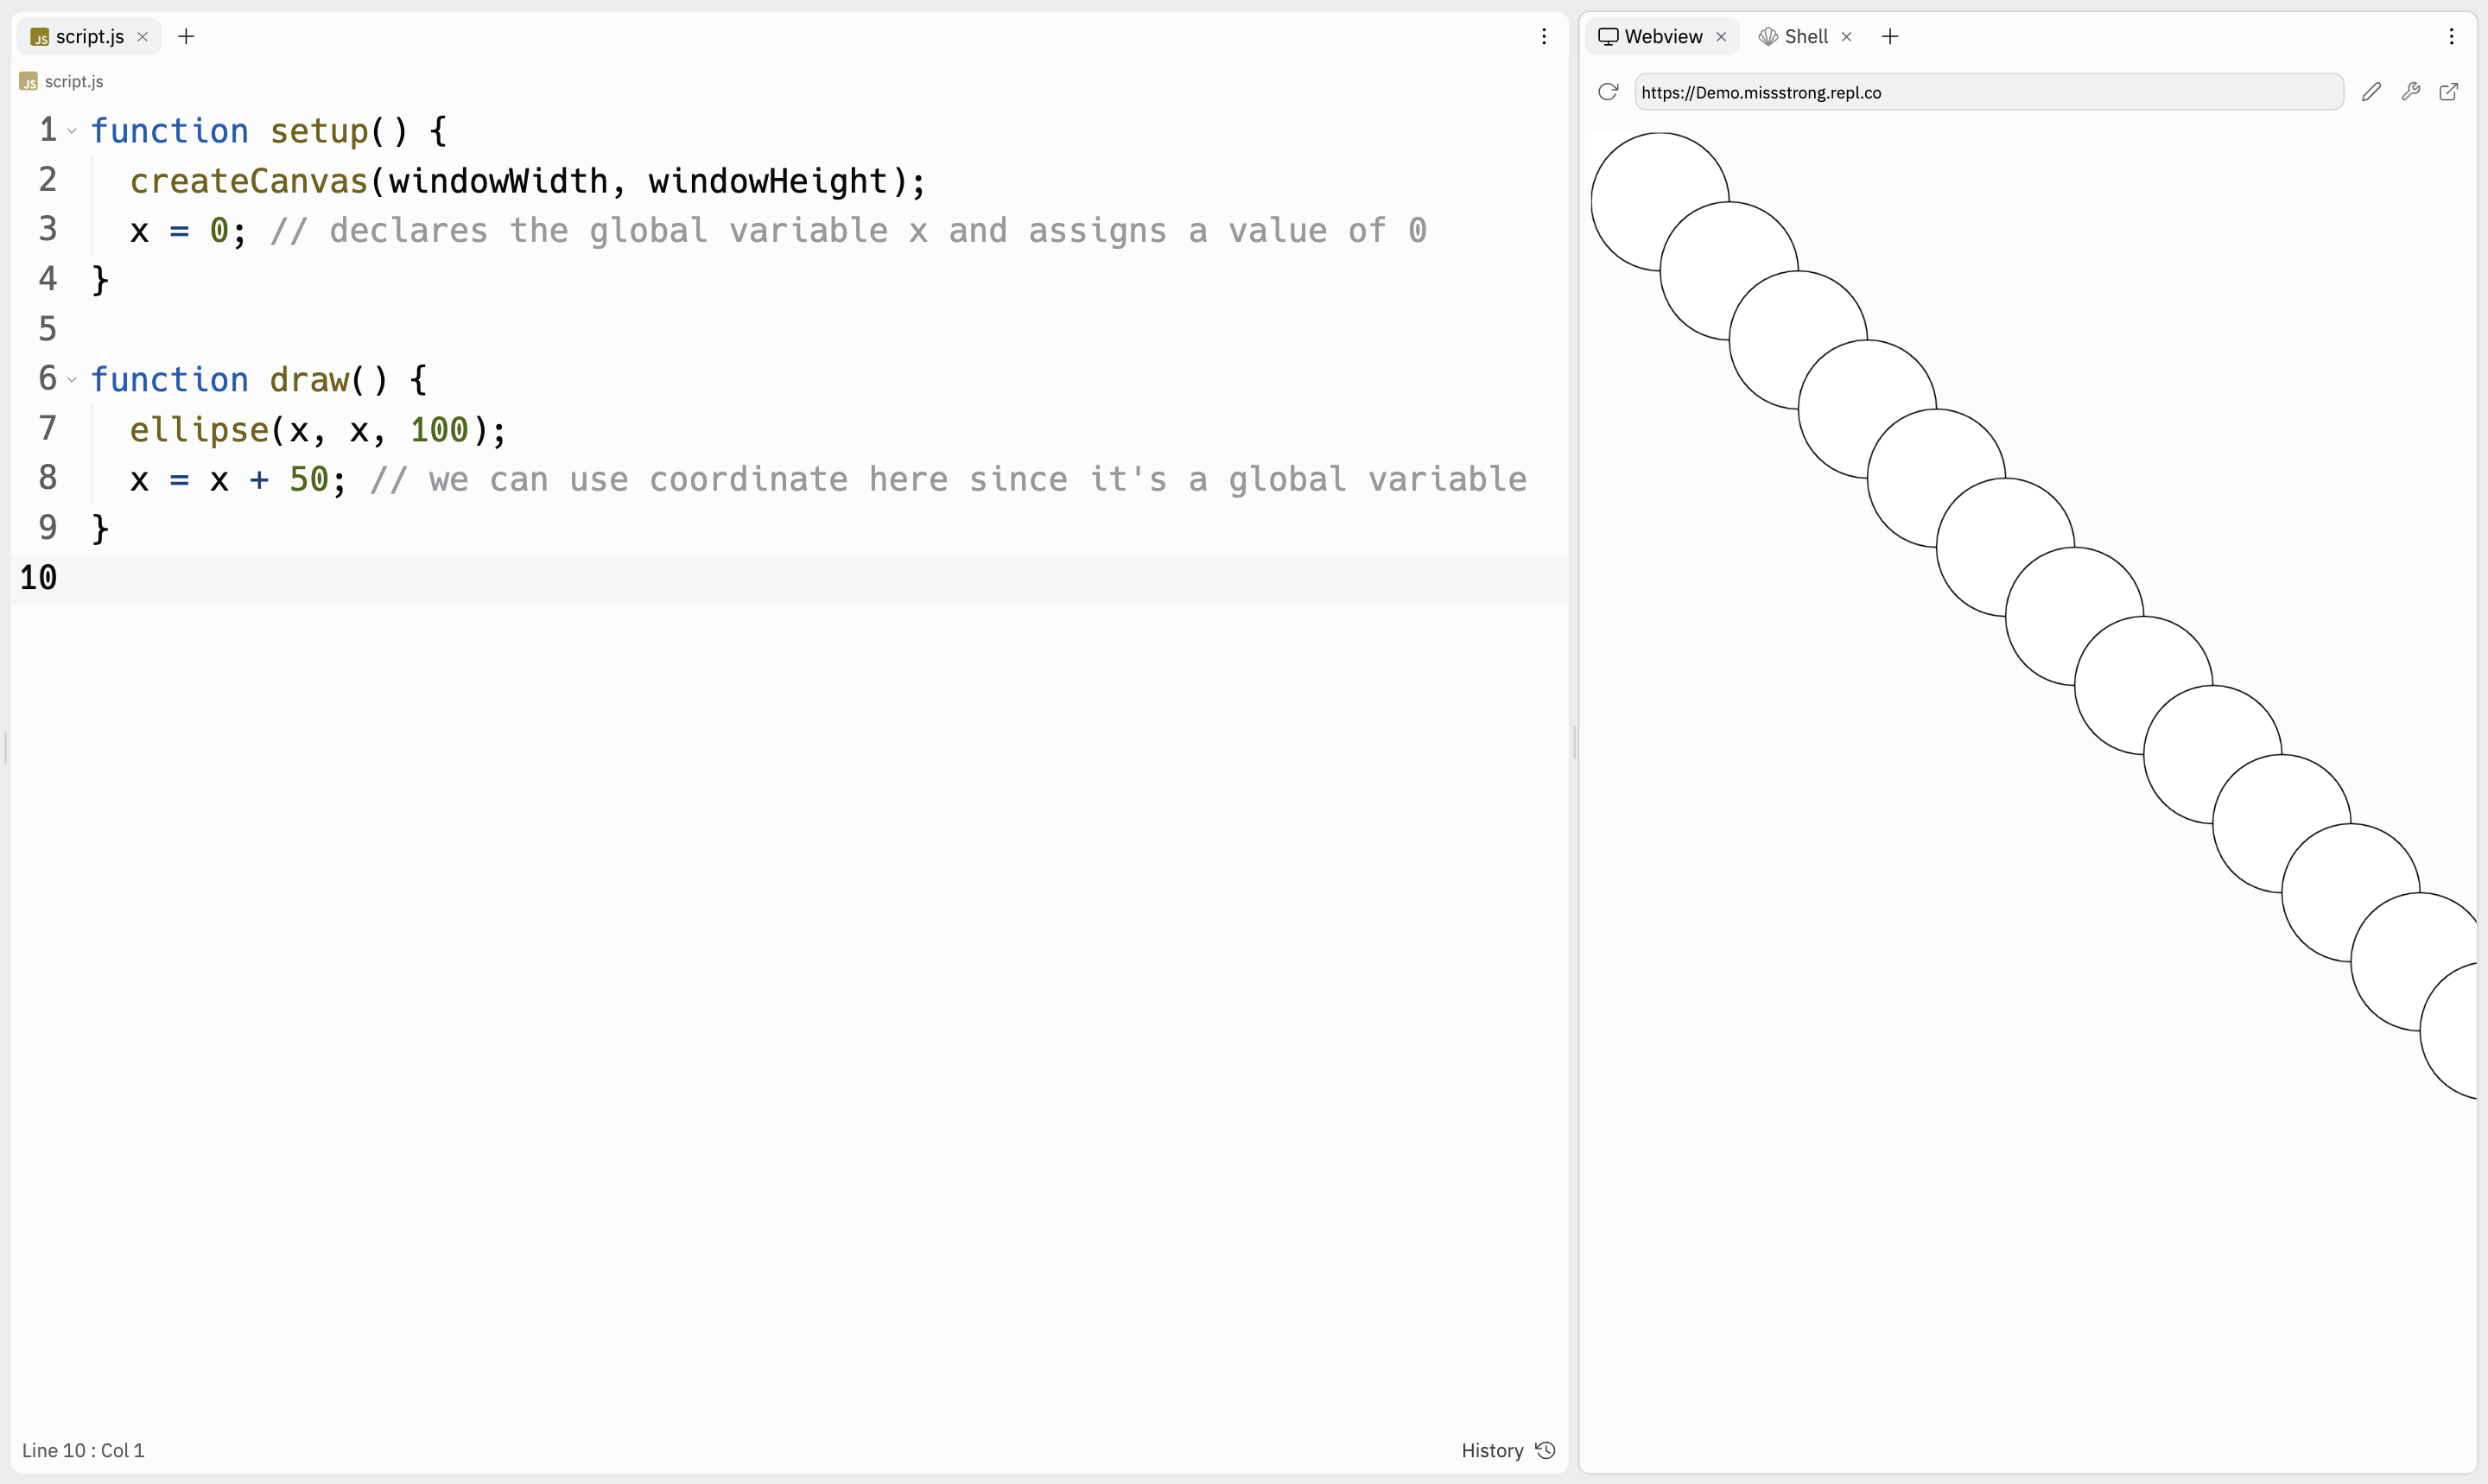 JS script.js
JS script.js
1 function setup() {
2 createCanvas(windowWidth, windowHeight);
3 x = 0; // declares the global variable x and assigns a value of 0
4 }
5
6 function draw() {
7 ellipse(x, x, 100);
8 x = x + 50; // we can use coordinate here since it's a global variable
9 }
10
Line 10 : Col 1
History
Webview
Shell
https://Demo.missstrong.repl.co